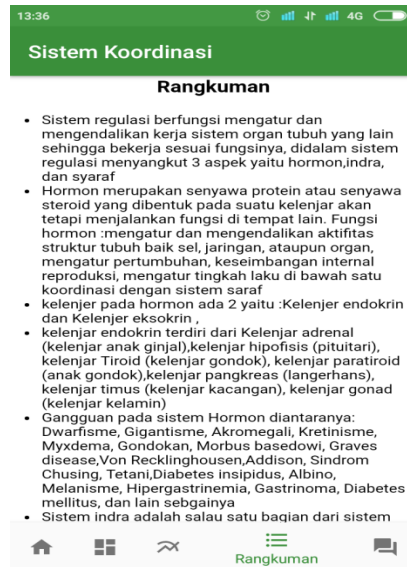 13:36
4G
Sistem Koordinasi
Rangkuman
• Sistem regulasi berfungsi mengatur dan
mengendalikan kerja sistem organ tubuh yang lain
sehingga bekerja sesuai fungsinya, didalam sistem
regulasi menyangkut 3 aspek yaitu hormon,indra,
dan syaraf
• Hormon merupakan senyawa protein atau senyawa
steroid yang dibentuk pada suatu kelenjar akan
tetapi menjalankan fungsi di tempat lain. Fungsi
hormon :mengatur dan mengendalikan aktifitas
struktur tubuh baik sel, jaringan, ataupun organ,
mengatur pertumbuhan, keseimbangan internal
reproduksi, mengatur tingkah laku di bawah satu
koordinasi dengan sistem saraf
• kelenjer pada hormon ada 2 yaitu :Kelenjer endokrin
dan Kelenjer eksokrin ,
• kelenjar endokrin terdiri dari Kelenjar adrenal
(kelenjar anak ginjal),kelenjar hipofisis (pituitari),
kelenjar Tiroid (kelenjar gondok), kelenjar paratiroid
(anak gondok),kelenjar pangkreas (langerhans),
kelenjar timus (kelenjar kacangan), kelenjar gonad
(kelenjar kelamin)
• Gangguan pada sistem Hormon diantaranya:
Dwarfisme, Gigantisme, Akromegali, Kretinisme,
Myxdema, Gondokan, Morbus basedowi, Graves
disease,Von Recklinghousen,Addison, Sindrom
Chusing, Tetani,Diabetes insipidus, Albino,
Melanisme, Hipergastrinemia, Gastrinoma, Diabetes
mellitus, dan lain sebgainya
• Sistem indra adalah salau satu bagian dari sistem
Rangkuman